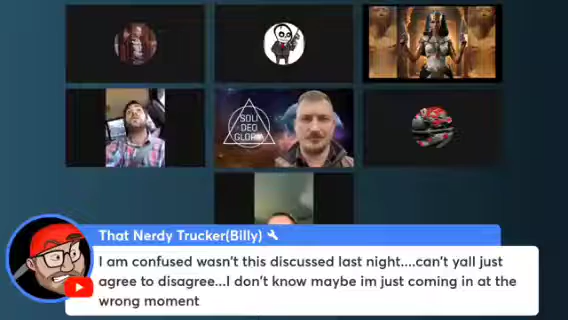 SOLI
DEO
GLORIA
That Nerdy Trucker(Billy)
I am confused wasn't this discussed last night....can't yall just
agree to disagree...I don't know maybe im just coming in at the
wrong moment